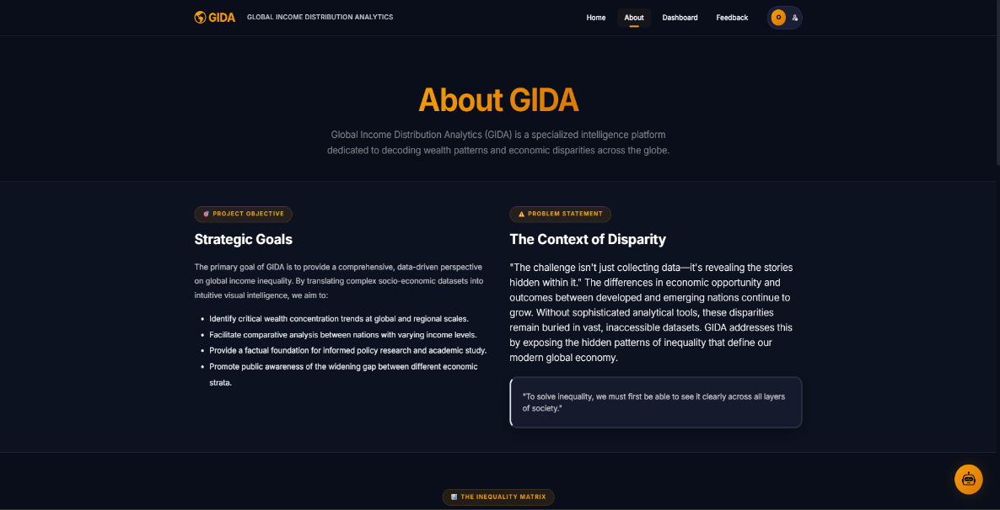 GIDA
GLOBAL INCOME DISTRIBUTION ANALYTICS
Home
About
Dashboard
Feedback
O
About GIDA
Global Income Distribution Analytics (GIDA) is a specialized intelligence platform
dedicated to decoding wealth patterns and economic disparities across the globe.
PROJECT OBJECTIVE
Strategic Goals
The primary goal of GIDA is to provide a comprehensive, data-driven perspective
on global income inequality. By translating complex socio-economic datasets into
intuitive visual intelligence, we aim to:
• Identify critical wealth concentration trends at global and regional scales.
• Facilitate comparative analysis between nations with varying income levels.
• Provide a factual foundation for informed policy research and academic study.
• Promote public awareness of the widening gap between different economic
strata.
PROBLEM STATEMENT
The Context of Disparity
"The challenge isn't just collecting data—it's revealing the stories
hidden within it." The differences in economic opportunity and
outcomes between developed and emerging nations continue to
grow. Without sophisticated analytical tools, these disparities
remain buried in vast, inaccessible datasets. GIDA addresses this
by exposing the hidden patterns of inequality that define our
modern global economy.
"To solve inequality, we must first be able to see it clearly across all layers
of society."
THE INEQUALITY MATRIX